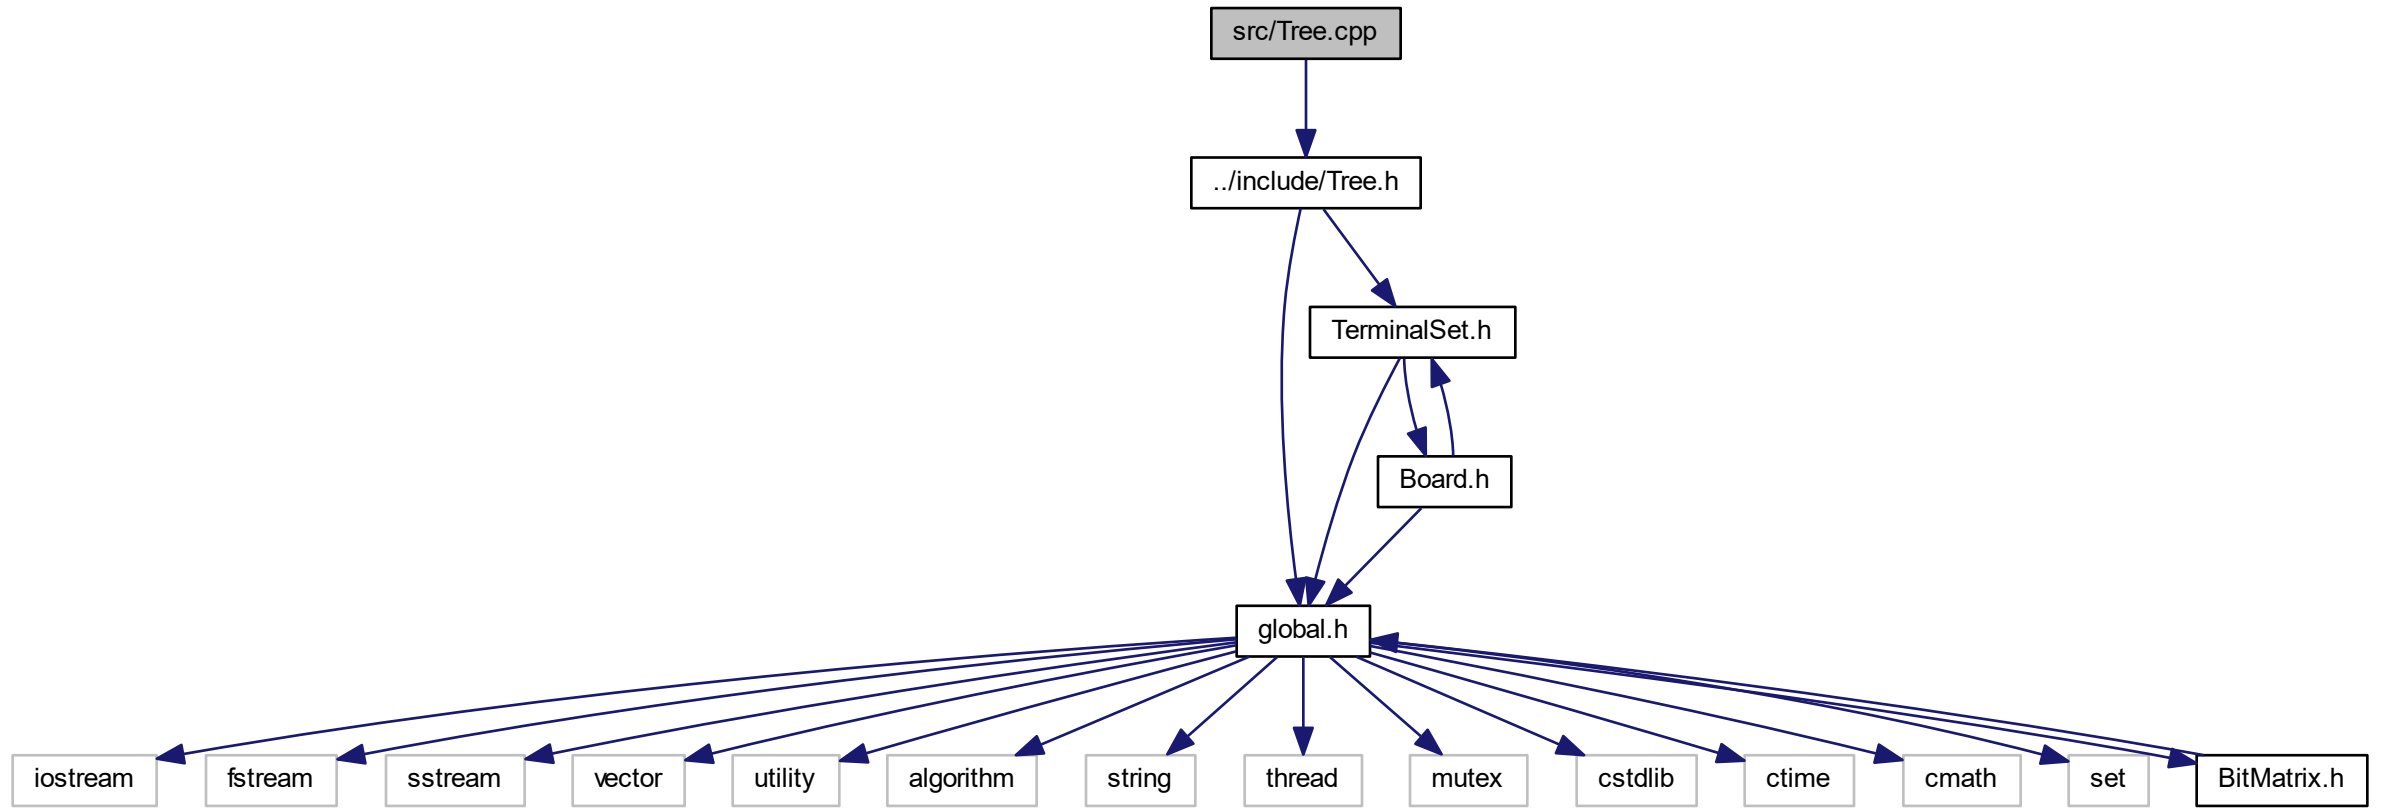 src/Tree.cpp
../include/Tree.h
TerminalSet.h
Board.h
global.h
iostream
fstream
sstream
vector
utility
algorithm
string
thread
mutex
cstdlib
ctime
cmath
set
BitMatrix.h